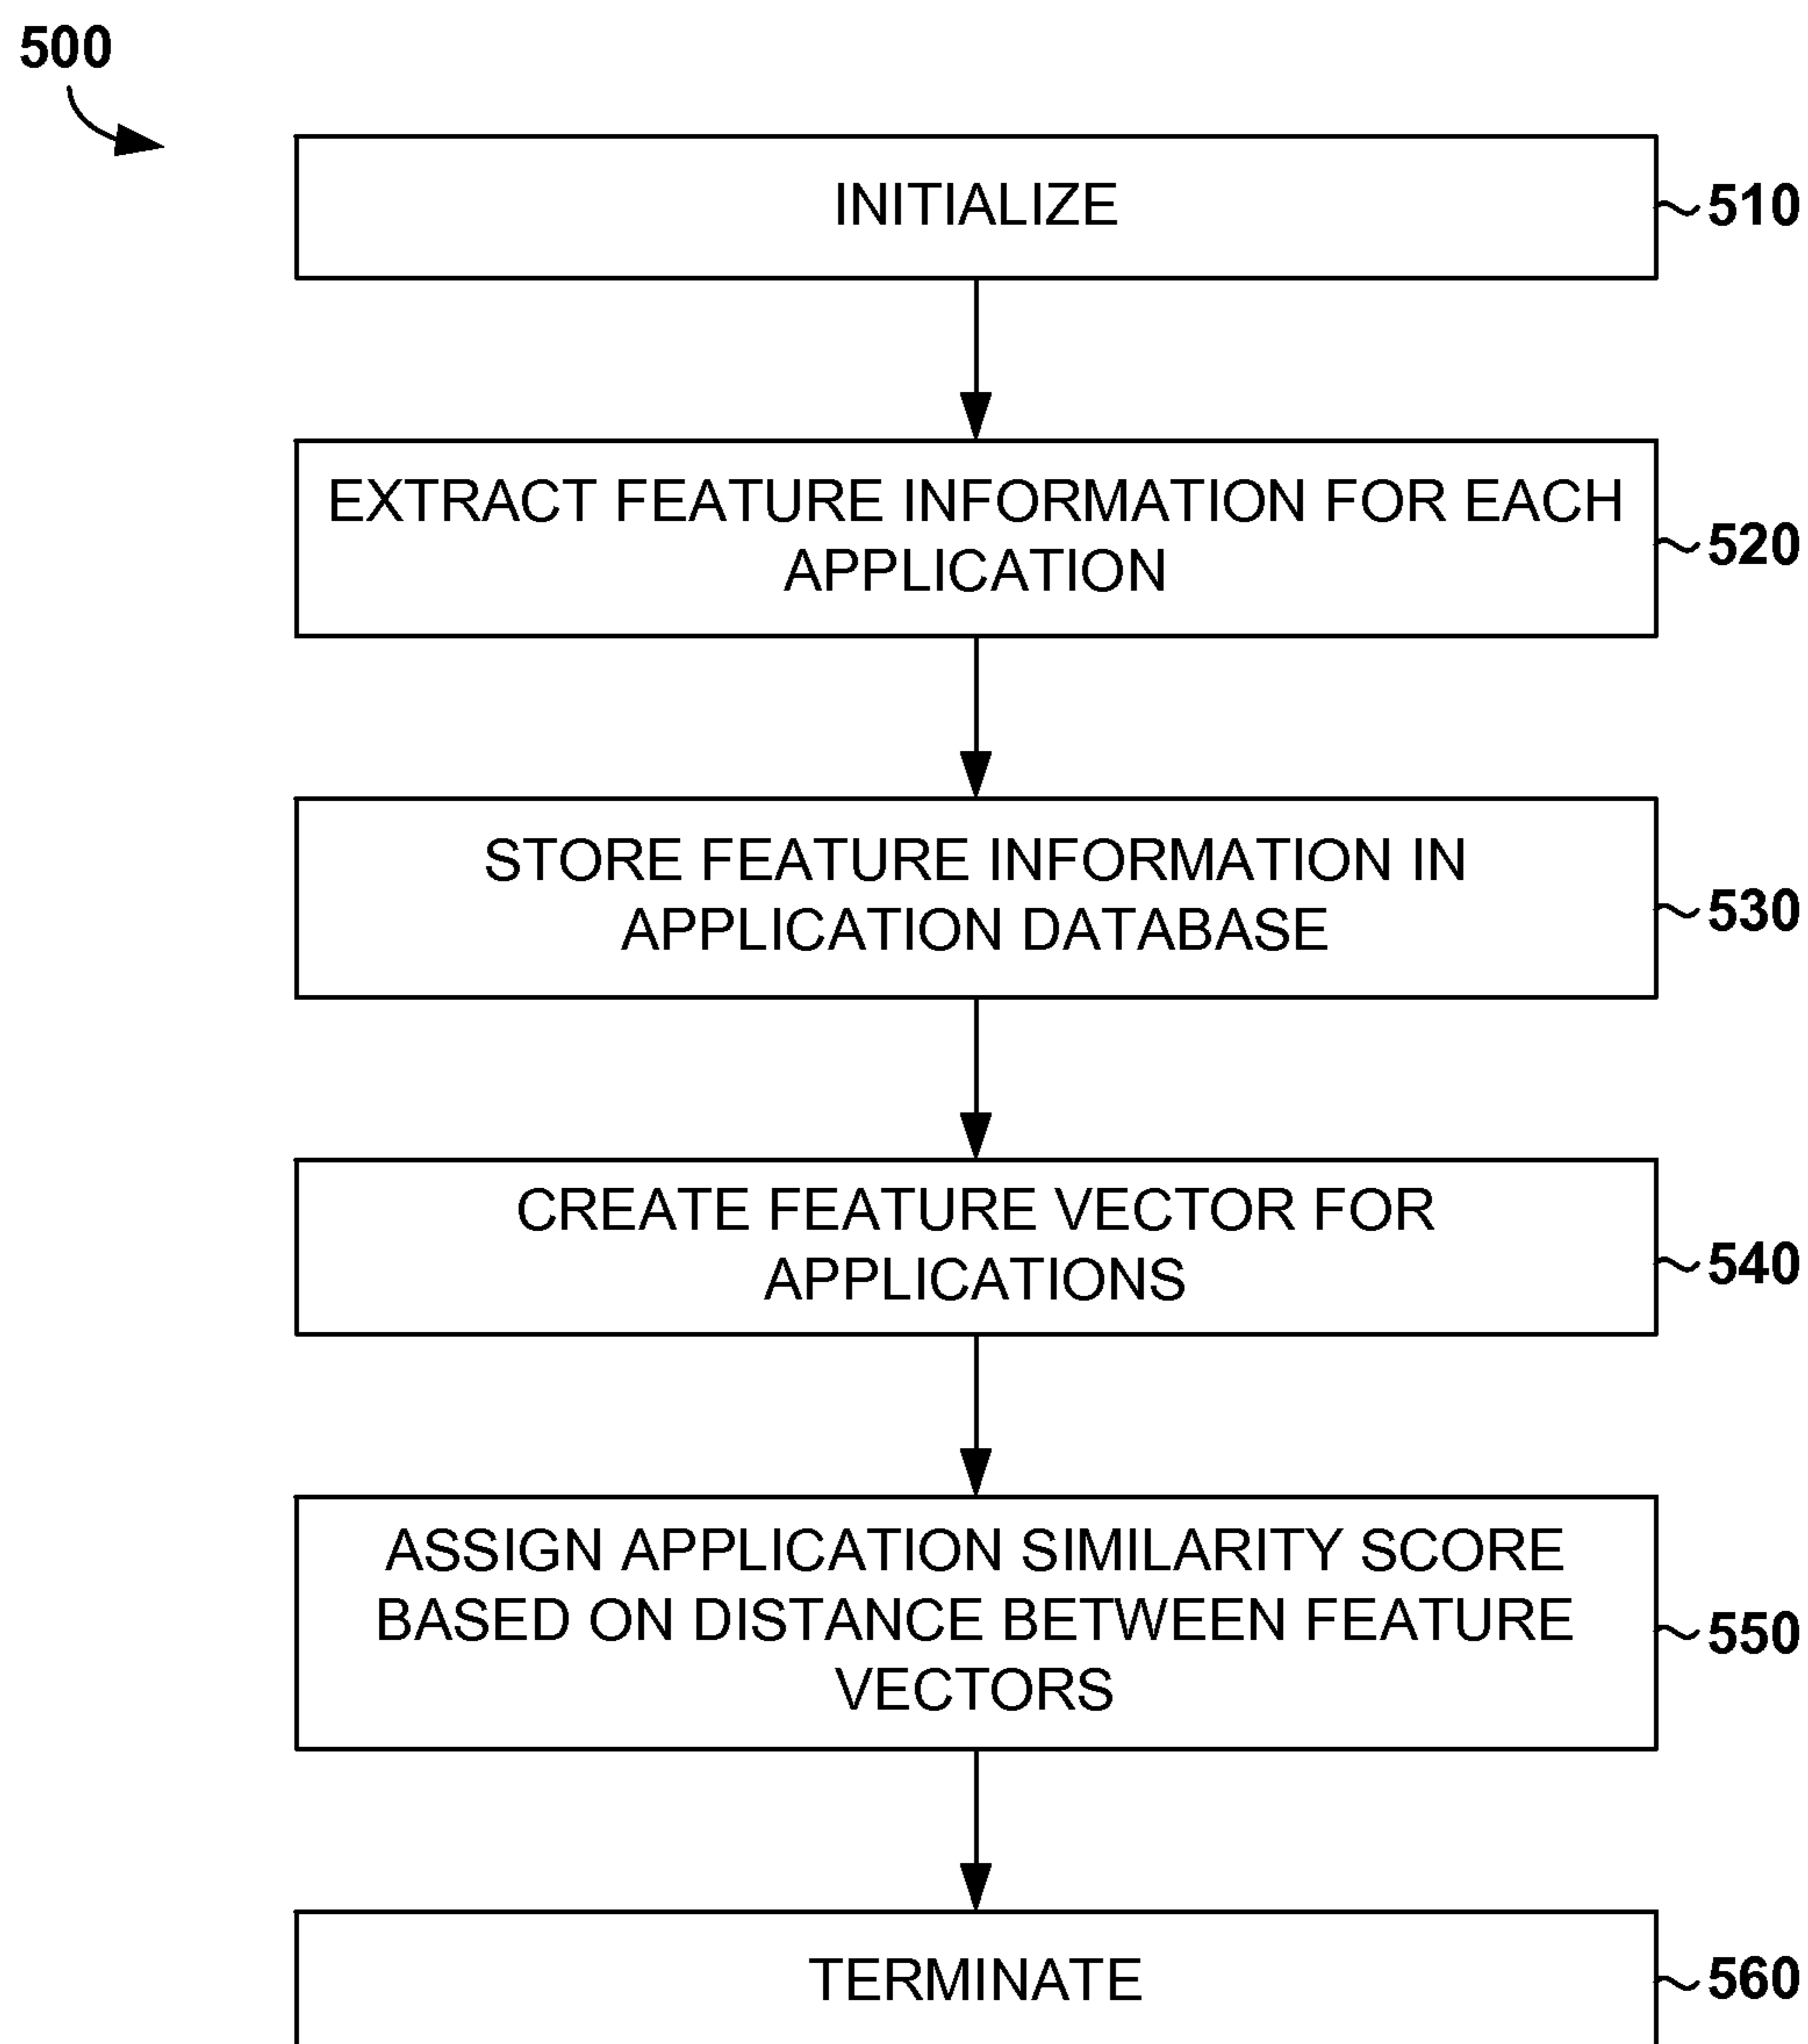 500
INITIALIZE
510
EXTRACT FEATURE INFORMATION FOR EACH
APPLICATION
520
STORE FEATURE INFORMATION IN
APPLICATION DATABASE
530
CREATE FEATURE VECTOR FOR
APPLICATIONS
540
ASSIGN APPLICATION SIMILARITY SCORE
BASED ON DISTANCE BETWEEN FEATURE
VECTORS
550
TERMINATE
560